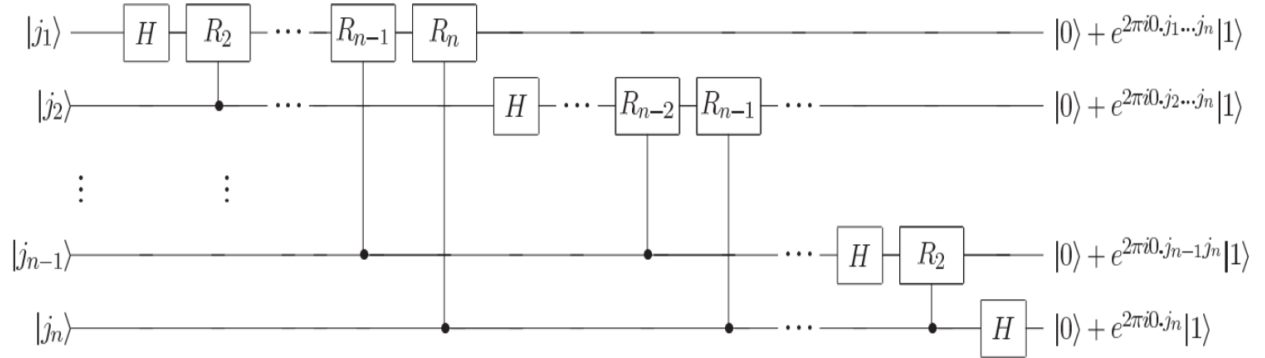 |j₁⟩ H R₂ ⋯ Rₙ₋₁ Rₙ |0⟩ + e^{2πi0.j₁…jₙ}|1⟩
|j₂⟩ ⋯ H ⋯ Rₙ₋₂ Rₙ₋₁ ⋯ |0⟩ + e^{2πi0.j₂…jₙ}|1⟩
⋮ ⋮
|jₙ₋₁⟩ ⋯ H R₂ |0⟩ + e^{2πi0.jₙ₋₁jₙ}|1⟩
|jₙ⟩ ⋯ H |0⟩ + e^{2πi0.jₙ}|1⟩